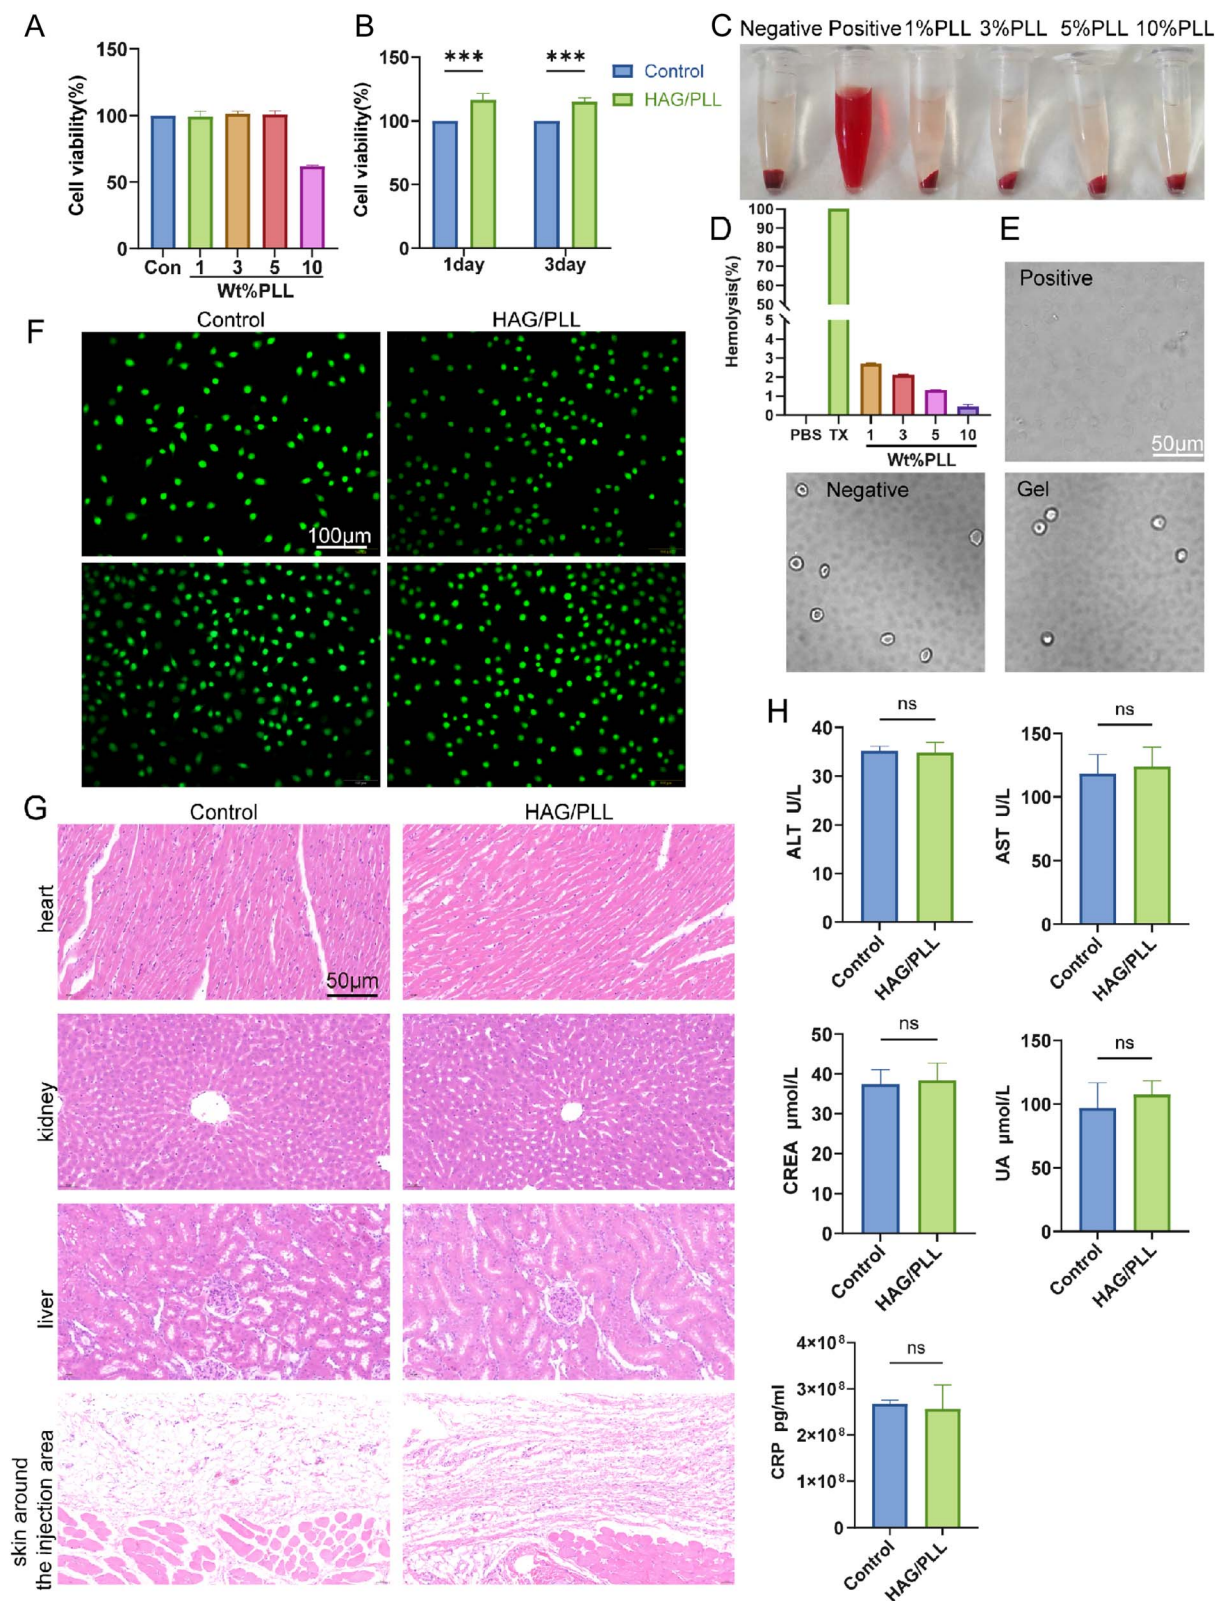 A
Cell viability(%)
150
100
50
0
Con 1 3 5 10
Wt%PLL
B
Cell viability(%)
150
100
50
0
*** ***
1day 3day
Control
HAG/PLL
C Negative Positive 1%PLL 3%PLL 5%PLL 10%PLL
D
Hemolysis(%)
100
90
80
70
60
50
5
4
3
2
1
0
PBS TX 1 3 5 10
Wt%PLL
E
Positive
50μm
Negative
Gel
F
Control HAG/PLL
100μm
G
Control HAG/PLL
heart
50μm
kidney
liver
skin around
the injection area
H
ns
ALT U/L
40
30
20
10
0
Control
HAG/PLL
ns
AST U/L
150
100
50
0
Control
HAG/PLL
ns
CREA μmol/L
50
40
30
20
10
0
Control
HAG/PLL
ns
UA μmol/L
150
100
50
0
Control
HAG/PLL
ns
CRP pg/ml
4×10⁸
3×10⁸
2×10⁸
1×10⁸
0
Control
HAG/PLL